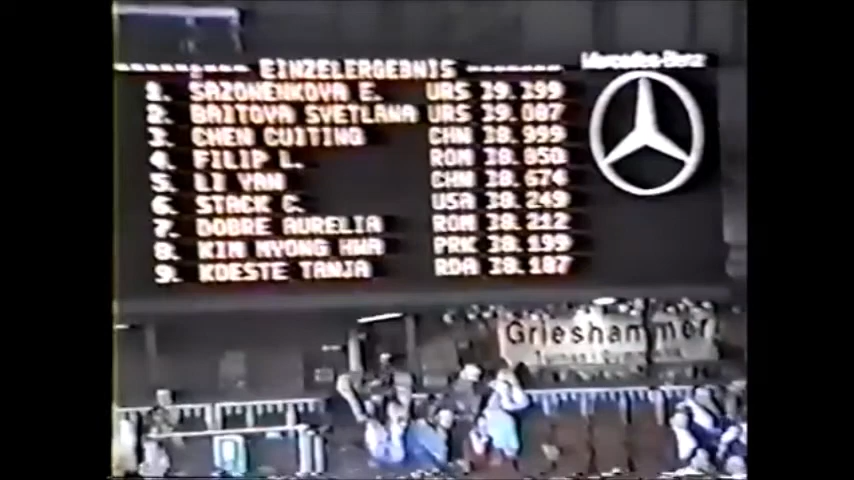 EINZELERGEBNIS
Mercedes-Benz
1. SAZONENKOVA E. URS 39.399
2. BAITOVA SVETLANA URS 39.087
3. CHEN CUITING CHN 38.999
4. FILIP L. ROM 38.850
5. LI YAN CHN 38.674
6. STACK C. USA 38.249
7. DOBRE AURELIA ROM 38.212
8. KIM MYONG HWA PRK 38.199
9. KOESTE TANJA RDA 38.187
Grieshammer